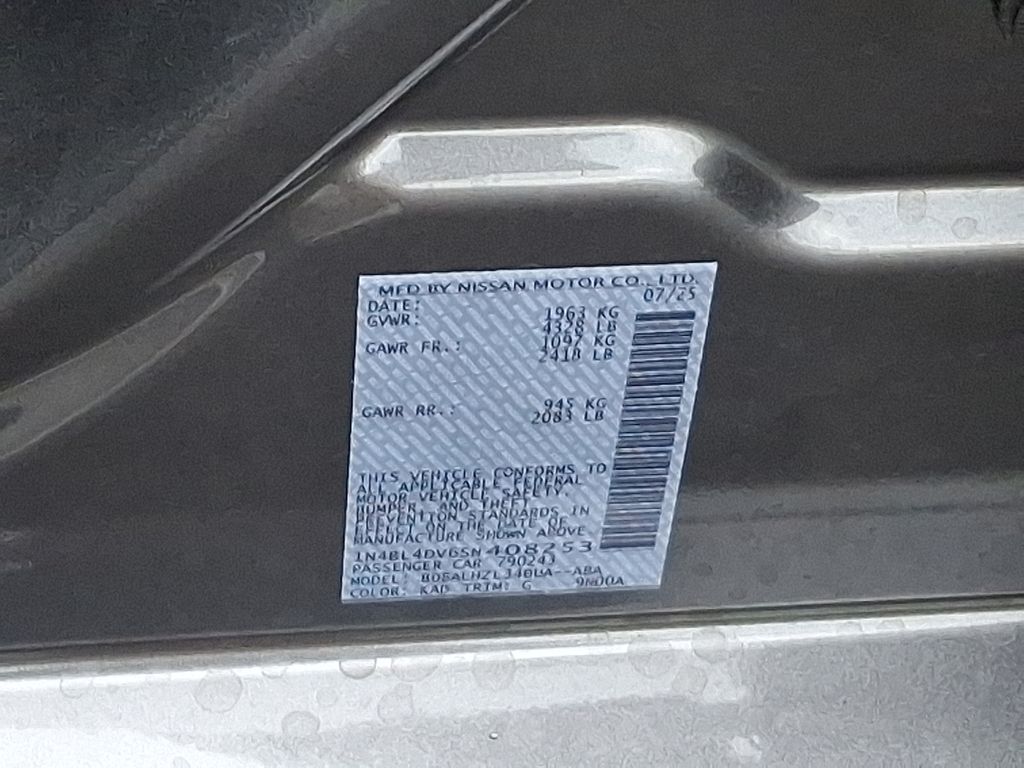 MFD BY NISSAN MOTOR CO., LTD.
DATE: 07/25
GVWR: 1963 KG
4328 LB
GAWR FR.: 1097 KG
2418 LB
GAWR RR.: 945 KG
2083 LB
THIS VEHICLE CONFORMS TO
ALL APPLICABLE FEDERAL
MOTOR VEHICLE SAFETY,
BUMPER, AND THEFT
PREVENTION STANDARDS IN
EFFECT ON THE DATE OF
MANUFACTURE SHOWN ABOVE
1N4BL4DV6SN408253
PASSENGER CAR 790243
MODEL:
COLOR: KAD TRIM: G